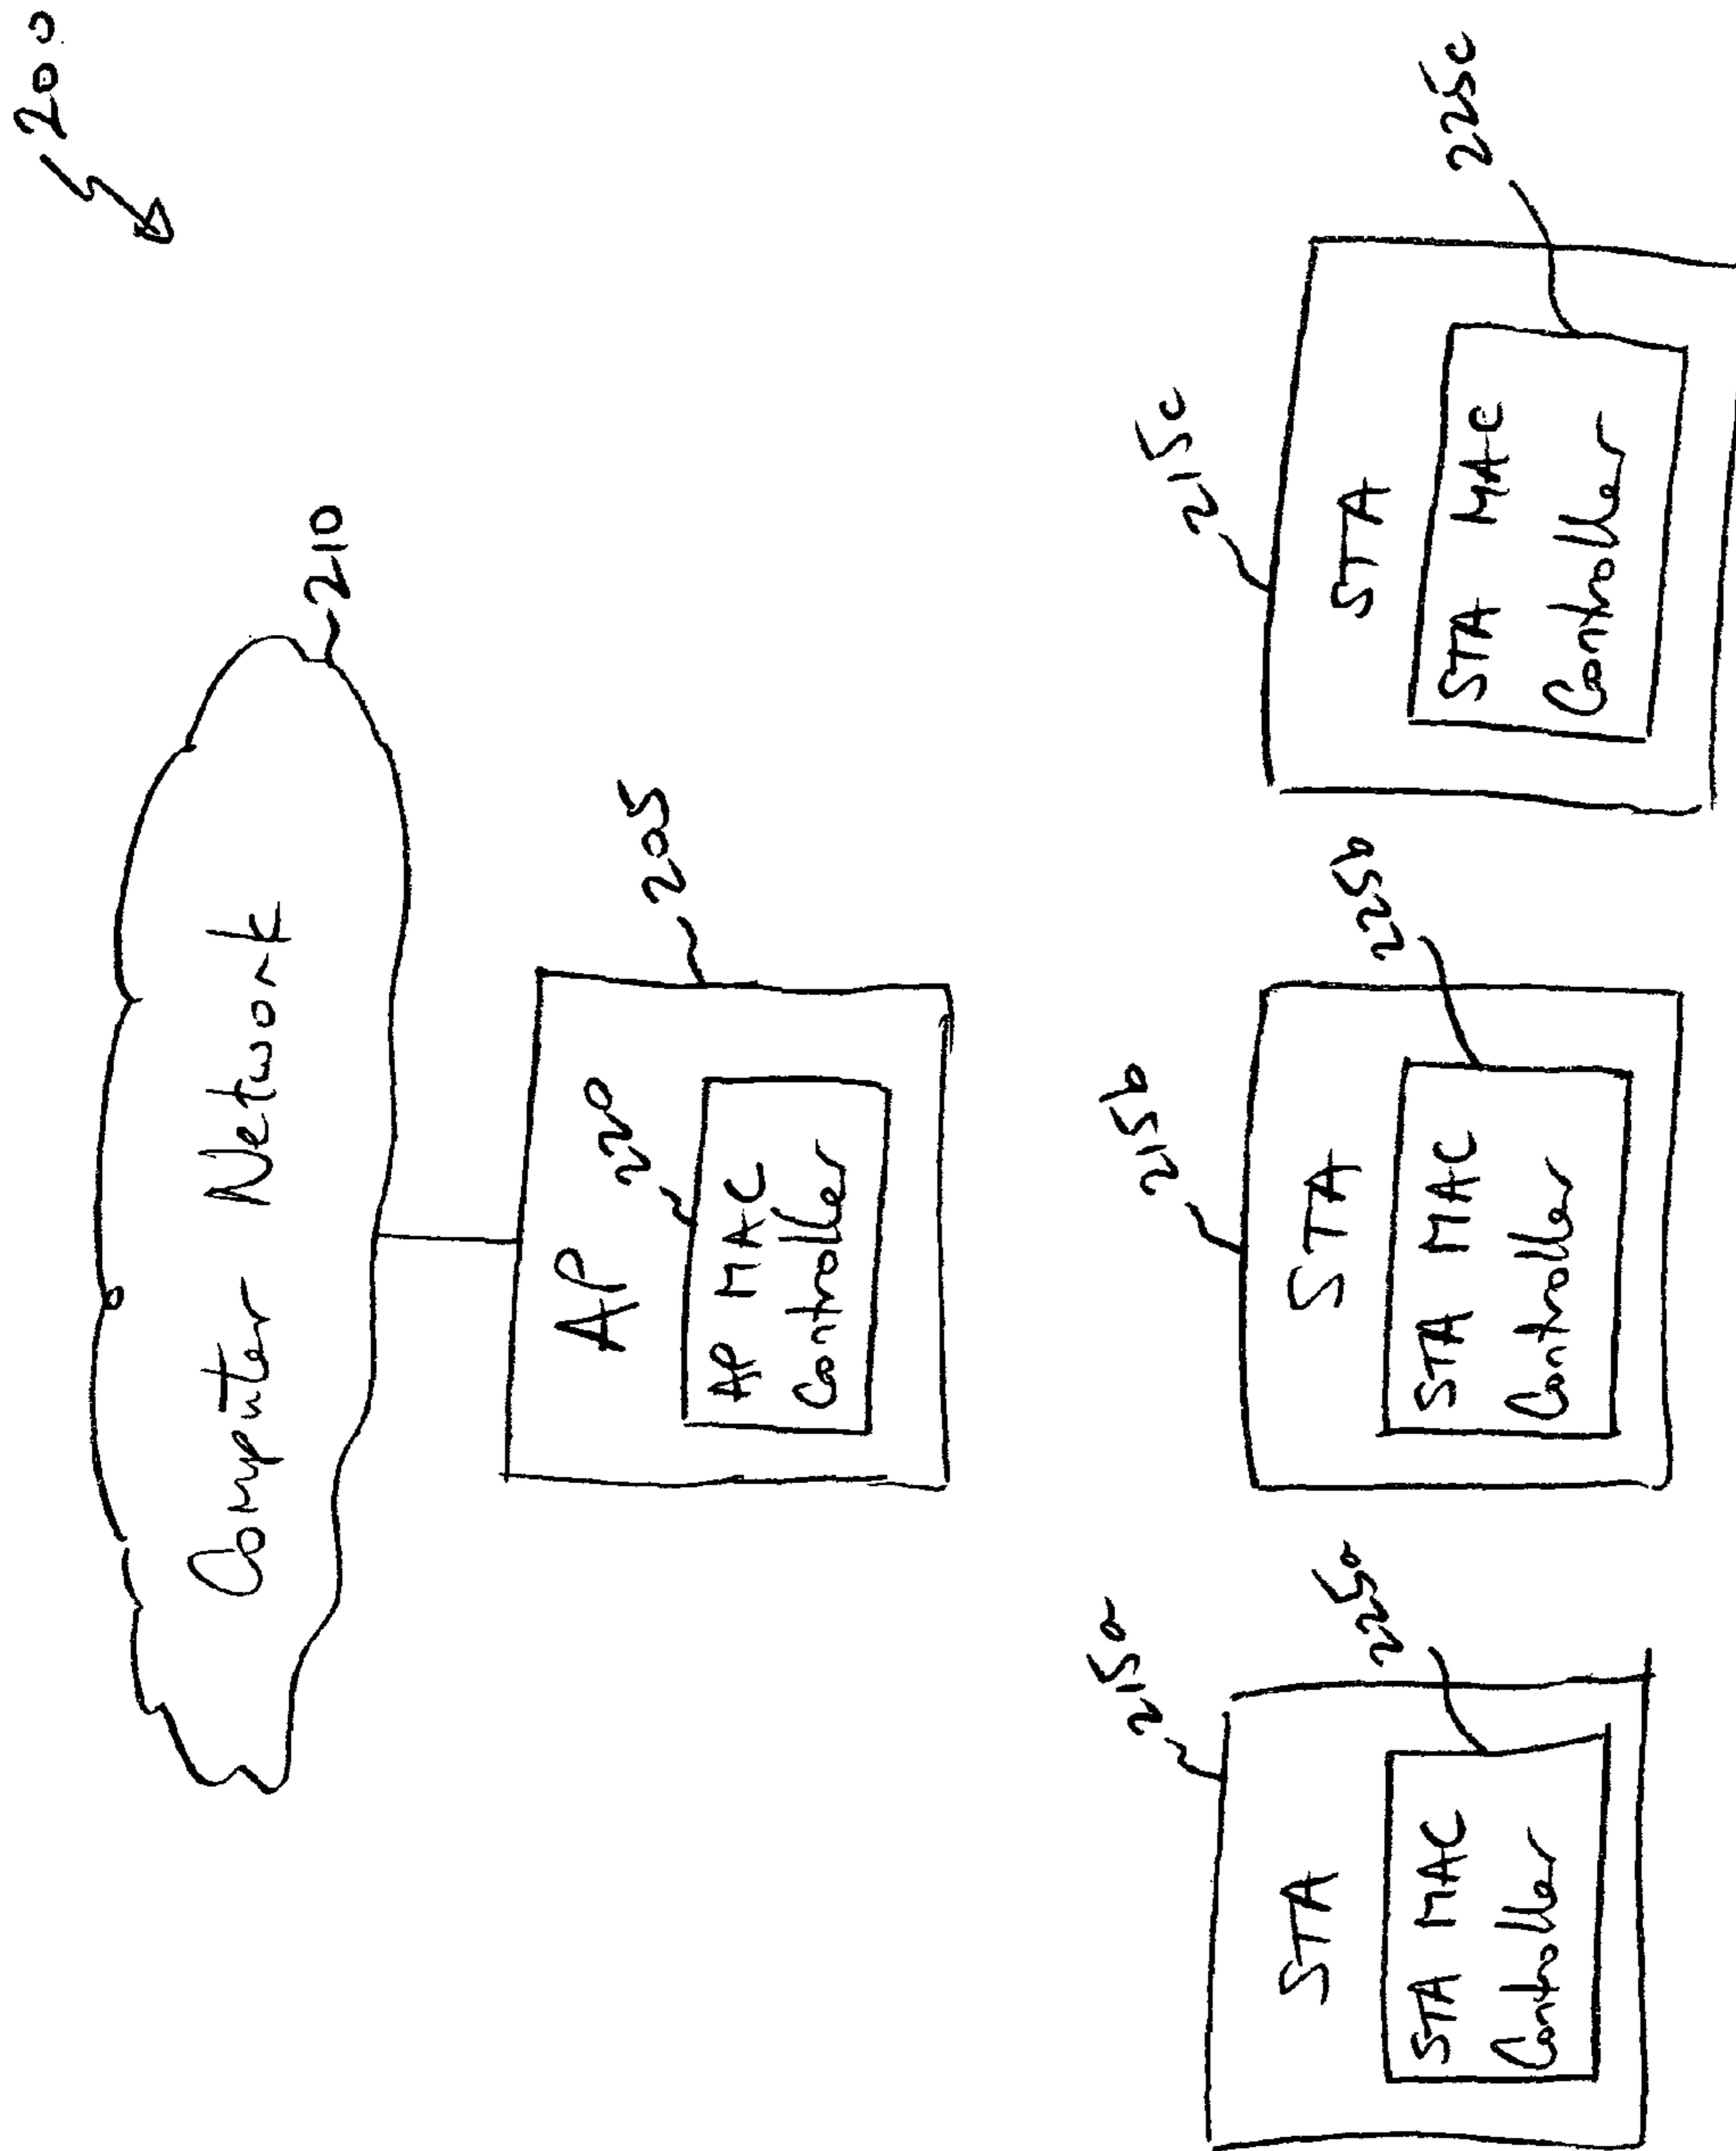 200
Computer Network
210
AP
205
220
AP MAC
Controller
215a
STA
225a
STA MAC
Controller
215b
STA
225b
STA MAC
Controller
215c
STA
225c
STA MAC
Controller